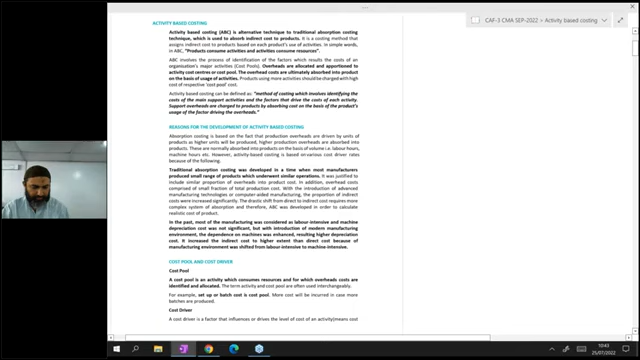 CAF-3 CMA SEP-2022 > Activity based costing
ACTIVITY BASED COSTING
Activity based costing (ABC) is alternative technique to traditional absorption costing
technique, which is used to absorb indirect cost to products. It is a costing method that
assigns indirect cost to products based on each product's use of activities. In simple words,
in ABC, "Products consume activities and activities consume resources".
ABC involves the process of identification of the factors which results the costs of an
organisation's major activities (Cost Pools). Overheads are allocated and apportioned to
activity cost centres or cost pool. The overhead costs are ultimately absorbed into product
on the basis of usage of activities. Products using more activities should be charged with high
cost of respective 'cost pool' cost.
Activity based costing can be defined as: "method of costing which involves identifying the
costs of the main support activities and the factors that drive the costs of each activity.
Support overheads are charged to products by absorbing cost on the basis of the product's
usage of the factor driving the overheads."
REASONS FOR THE DEVELOPMENT OF ACTIVITY BASED COSTING
Absorption costing is based on the fact that production overheads are driven by units of
products as higher units will be produced, higher production overheads are absorbed into
products. These are normally absorbed into products on the basis of volume i.e. labour hours,
machine hours etc. However, activity-based costing is based on various cost driver rates
because of the following.
Traditional absorption costing was developed in a time when most manufacturers
produced small range of products which underwent similar operations. It was justified to
include similar proportion of overheads into product cost. In addition, overhead costs
comprised of small fraction of total production cost. With the introduction of advanced
manufacturing technologies or computer-aided manufacturing, the proportion of indirect
costs were increased significantly. The drastic shift from direct to indirect cost requires more
complex system of absorption and therefore, ABC was developed in order to calculate
realistic cost of product.
In the past, most of the manufacturing was considered as labour-intensive and machine
depreciation cost was not significant, but with introduction of modern manufacturing
environment, the dependence on machines was enhanced, resulting higher depreciation
cost. It increased the indirect cost to higher extent than direct cost because of
manufacturing environment was shifted from labour-intensive to machine-intensive.
COST POOL AND COST DRIVER
Cost Pool
A cost pool is an activity which consumes resources and for which overheads costs are
identified and allocated. The term activity and cost pool are often used interchangeably.
For example, set up or batch cost is cost pool. More cost will be incurred in case more
batches are produced.
Cost Driver
A cost driver is a factor that influences or drives the level of cost of an activity(means cost
10:43
25/07/2022